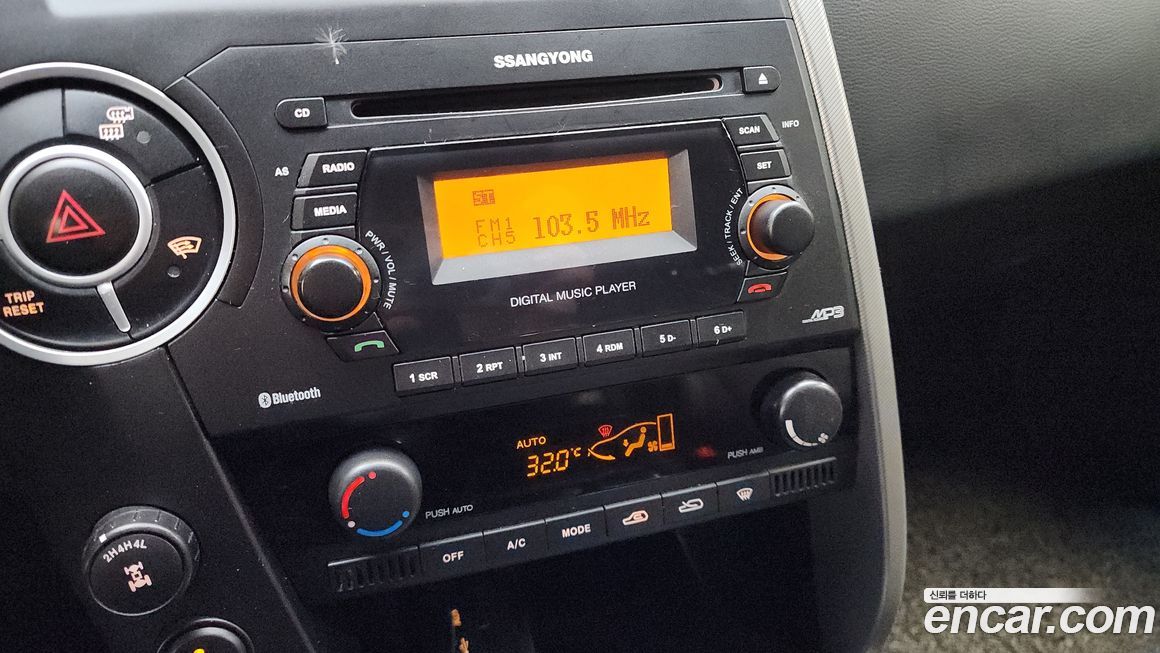 SSANGYONG
CD
AS
RADIO
MEDIA
PWR / VOL / MUTE
ST
FM1
CH5
103.5 MHz
DIGITAL MUSIC PLAYER
SCAN
INFO
SET
SEEK / TRACK / ENT
MP3
1 SCR
2 RPT
3 INT
4 RDM
5 D-
6 D+
Bluetooth
TRIP
RESET
AUTO
32.0°C
PUSH AUTO
PUSH AMB
OFF
A/C
MODE
2H 4H 4L
신뢰를 더하다
encar.com